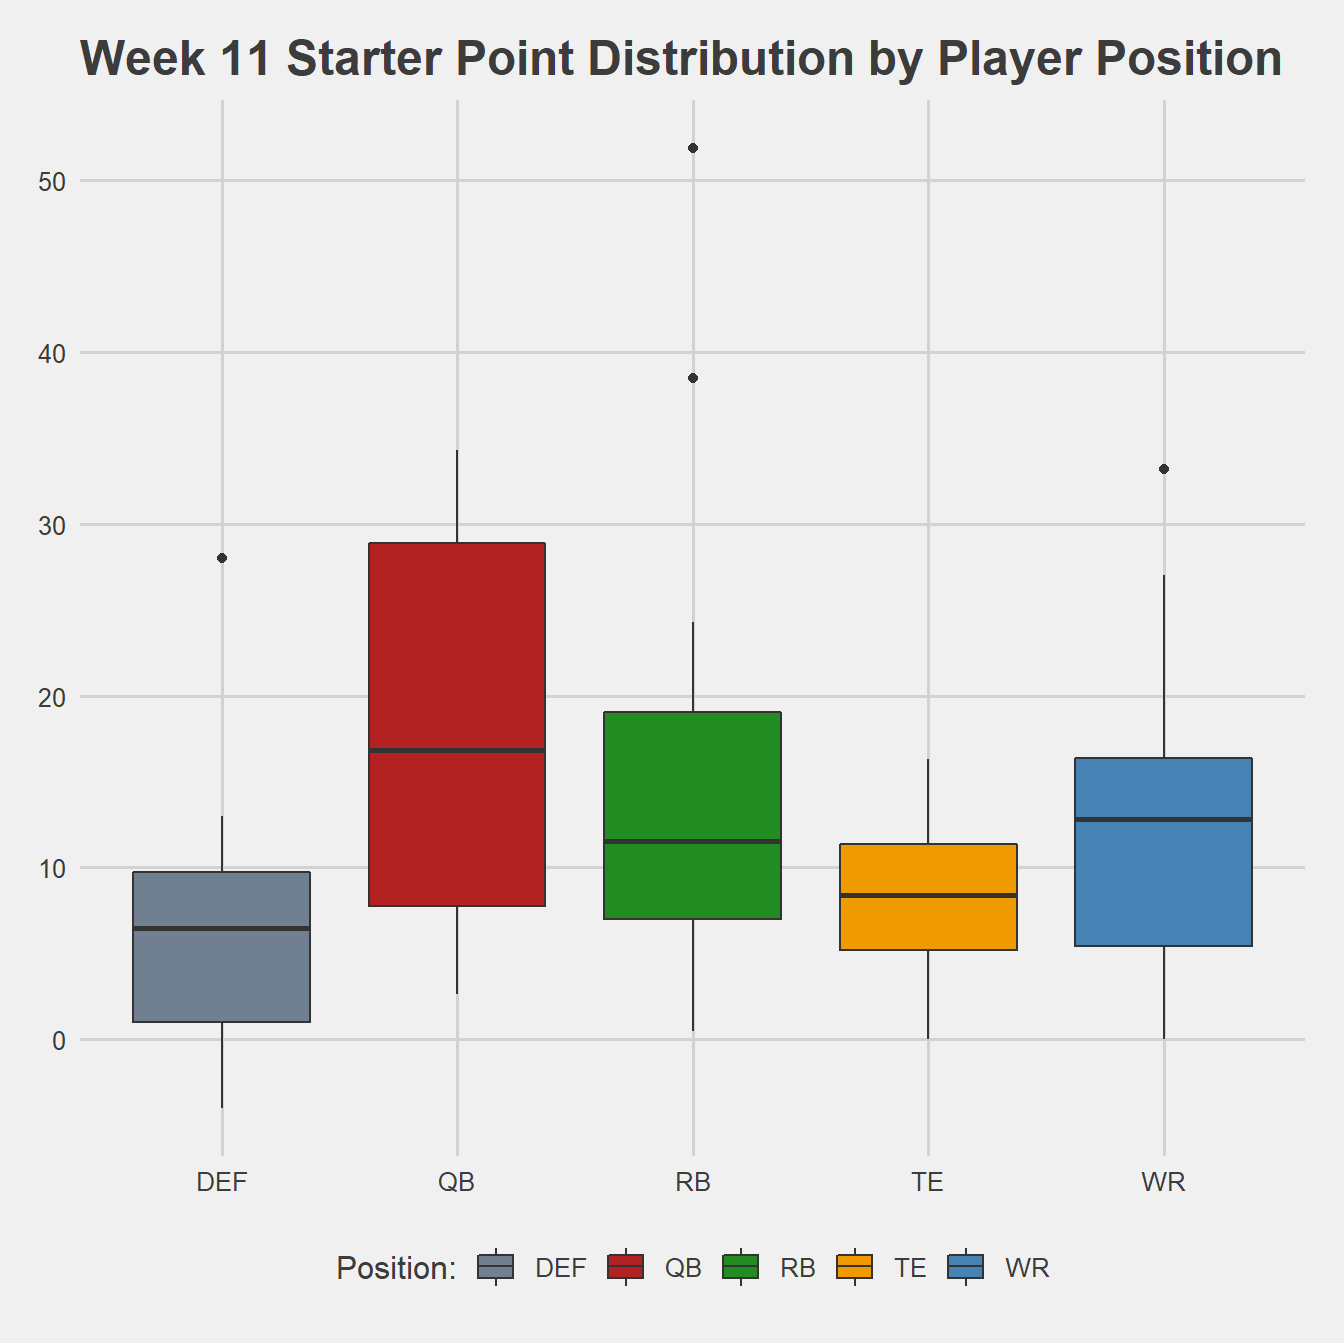 Week 11 Starter Point Distribution by Player Position
50
40
30
20
10
0
DEF QB RB TE WR
Position: DEF QB RB TE WR